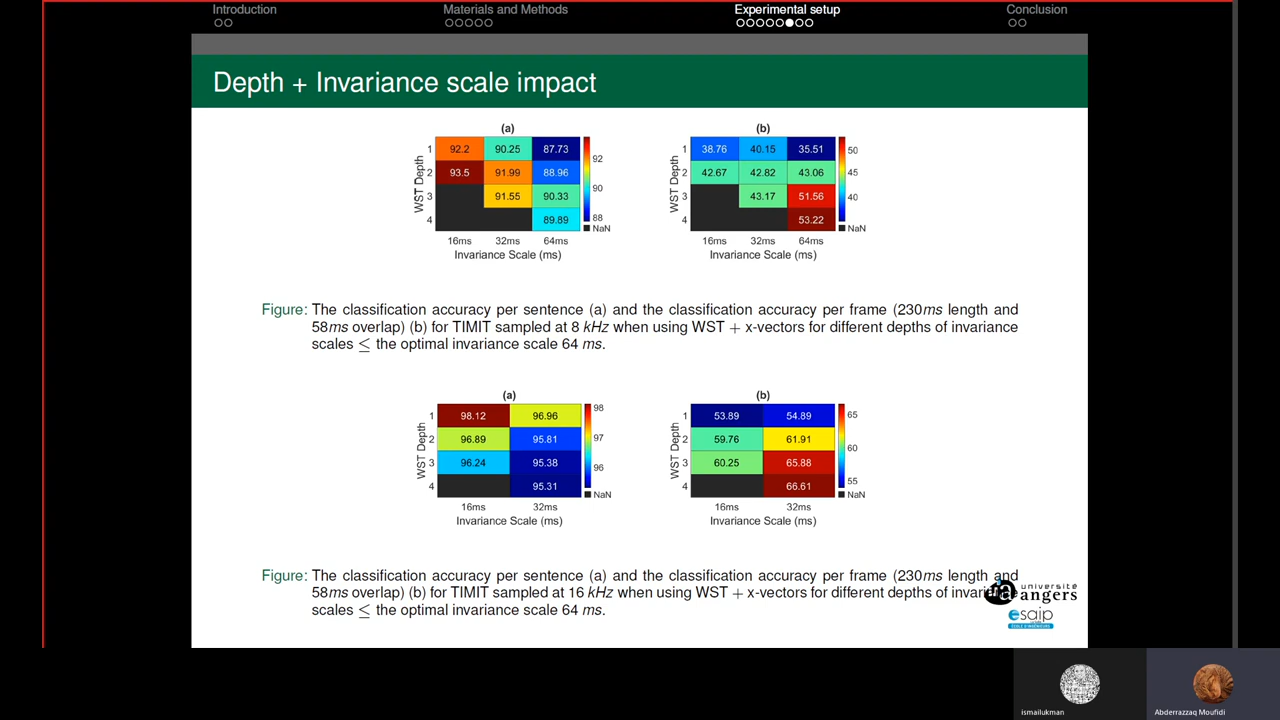 Introduction
Materials and Methods
Experimental setup
Conclusion
Depth + Invariance scale impact
(a)
WST Depth
1 92.2 90.25 87.73
2 93.5 91.99 88.96
3 91.55 90.33
4 89.89
16ms 32ms 64ms
Invariance Scale (ms)
92
90
88
NaN
(b)
WST Depth
1 38.76 40.15 35.51
2 42.67 42.82 43.06
3 43.17 51.56
4 53.22
16ms 32ms 64ms
Invariance Scale (ms)
50
45
40
NaN
Figure: The classification accuracy per sentence (a) and the classification accuracy per frame (230ms length and
58ms overlap) (b) for TIMIT sampled at 8 kHz when using WST + x-vectors for different depths of invariance
scales ≤ the optimal invariance scale 64 ms.
(a)
WST Depth
1 98.12 96.96
2 96.89 95.81
3 96.24 95.38
4 95.31
16ms 32ms
Invariance Scale (ms)
98
97
96
NaN
(b)
WST Depth
1 53.89 54.89
2 59.76 61.91
3 60.25 65.88
4 66.61
16ms 32ms
Invariance Scale (ms)
65
60
55
NaN
Figure: The classification accuracy per sentence (a) and the classification accuracy per frame (230ms length and
58ms overlap) (b) for TIMIT sampled at 16 kHz when using WST + x-vectors for different depths of invariance
scales ≤ the optimal invariance scale 64 ms.
université
angers
esaip
ismailukman
Abderrazzaq Moufidi